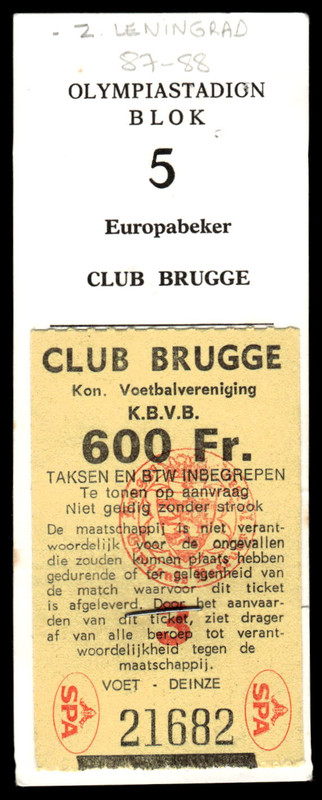 - Z. LENINGRAD
87-88
OLYMPIASTADION
BLOK
5
Europabeker
CLUB BRUGGE
CLUB BRUGGE
Kon. Voetbalvereniging
K.B.V.B.
600 Fr.
TAKSEN EN BTW INBEGREPEN
Te tonen op aanvraag
Niet geldig zonder strook
De maatschappij is niet verant-
woordelijk voor de ongevallen
die zouden kunnen plaats hebben
gedurende of ter gelegenheid van
de match waarvoor dit ticket
is afgeleverd. Door het aanvaar-
den van dit ticket, ziet drager
af van alle beroep tot verant-
woordelijkheid tegen de
maatschappij.
VOET - DEINZE
SPA
21682
SPA